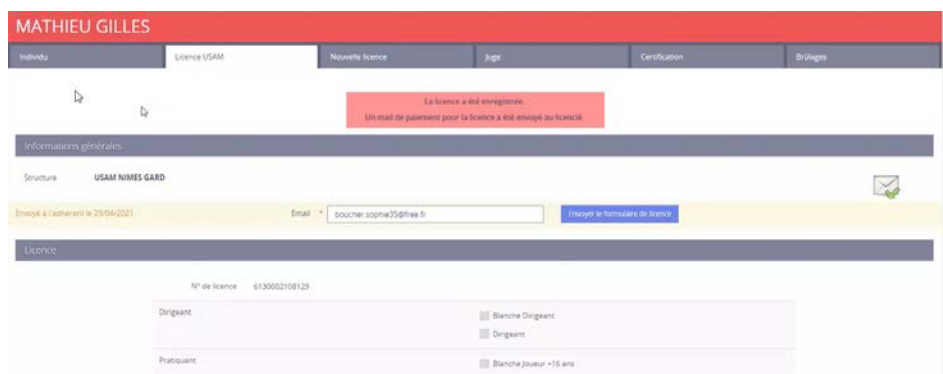 MATHIEU GILLES
Individu Licence USAM Nouvelle licence Juge Certification Brûlages
La licence a été enregistrée.
Un mail de paiement pour la licence a été envoyé au licencié.
Informations générales
Structure USAM NIMES GARD
Envoyé à l'adhérent le 29/04/2021 Email * boucher.sophie35@free.fr Envoyer le formulaire de licence
Licence
N° de licence 6130002108129
Dirigeant Blanche Dirigeant
Dirigeant
Pratiquant Blanche Joueur +16 ans